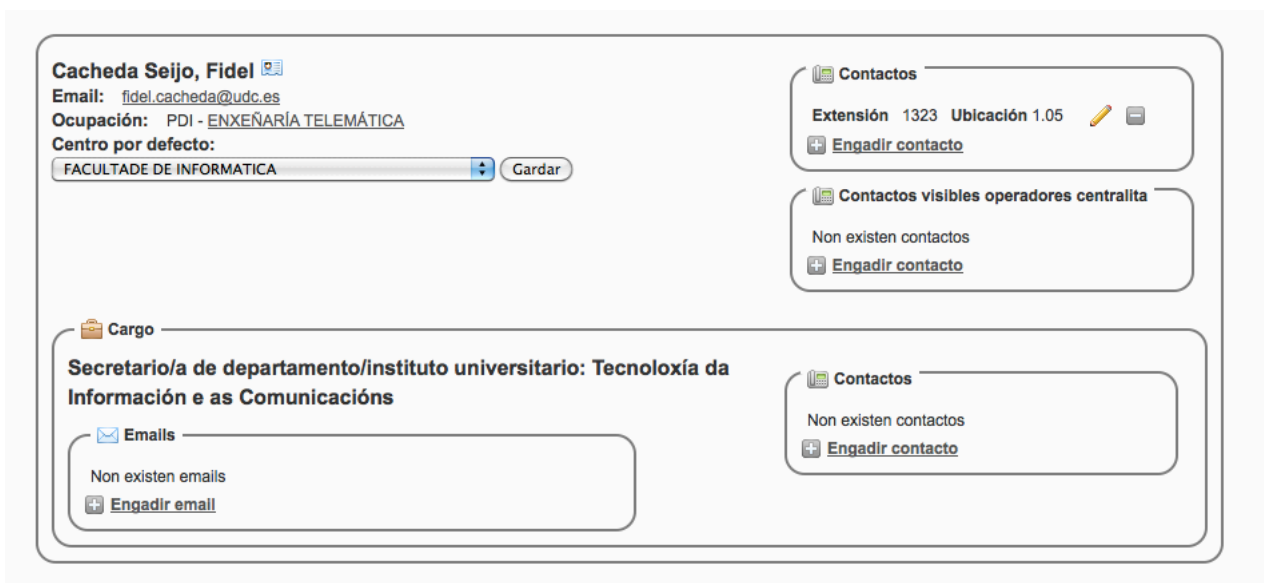 Cacheda Seijo, Fidel
Email: fidel.cacheda@udc.es
Ocupación: PDI - ENXEÑARÍA TELEMÁTICA
Centro por defecto:
FACULTADE DE INFORMATICA Gardar
Contactos
Extensión 1323 Ubicación 1.05
Engadir contacto
Contactos visibles operadores centralita
Non existen contactos
Engadir contacto
Cargo
Secretario/a de departamento/instituto universitario: Tecnoloxía da
Información e as Comunicacións
Emails
Non existen emails
Engadir email
Contactos
Non existen contactos
Engadir contacto